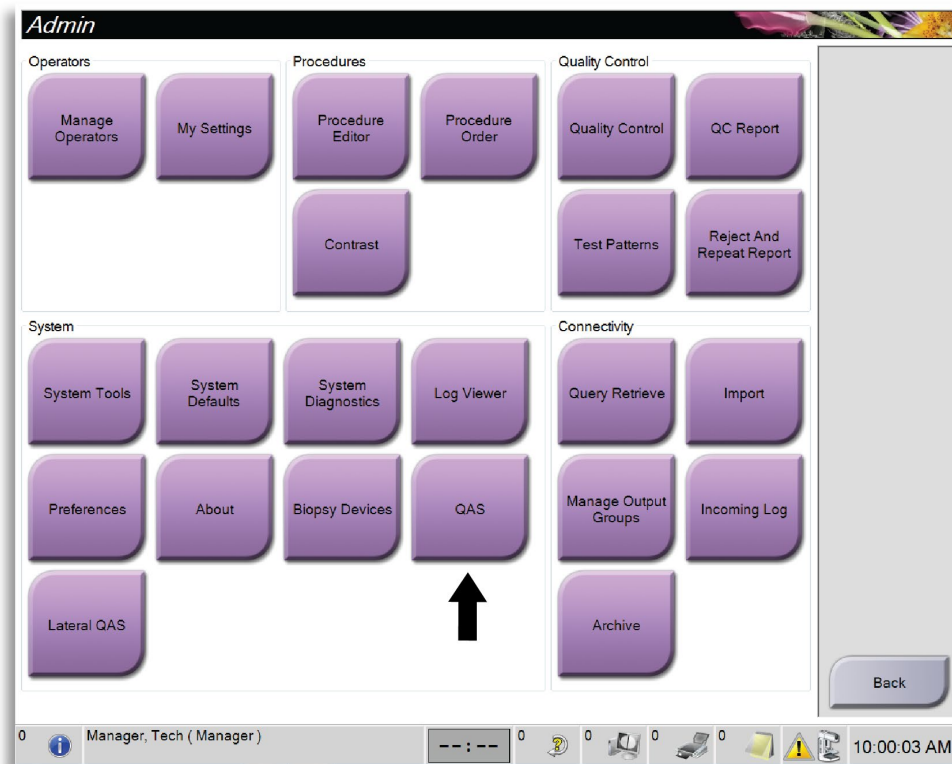 Admin
Operators
Manage
Operators
My Settings
Procedures
Procedure
Editor
Procedure
Order
Contrast
Quality Control
Quality Control
QC Report
Test Patterns
Reject And
Repeat Report
System
System Tools
System
Defaults
System
Diagnostics
Log Viewer
Preferences
About
Biopsy Devices
QAS
Lateral QAS
Connectivity
Query Retrieve
Import
Manage Output
Groups
Incoming Log
Archive
Back
0
Manager, Tech ( Manager )
--:--
0
0
0
0
10:00:03 AM